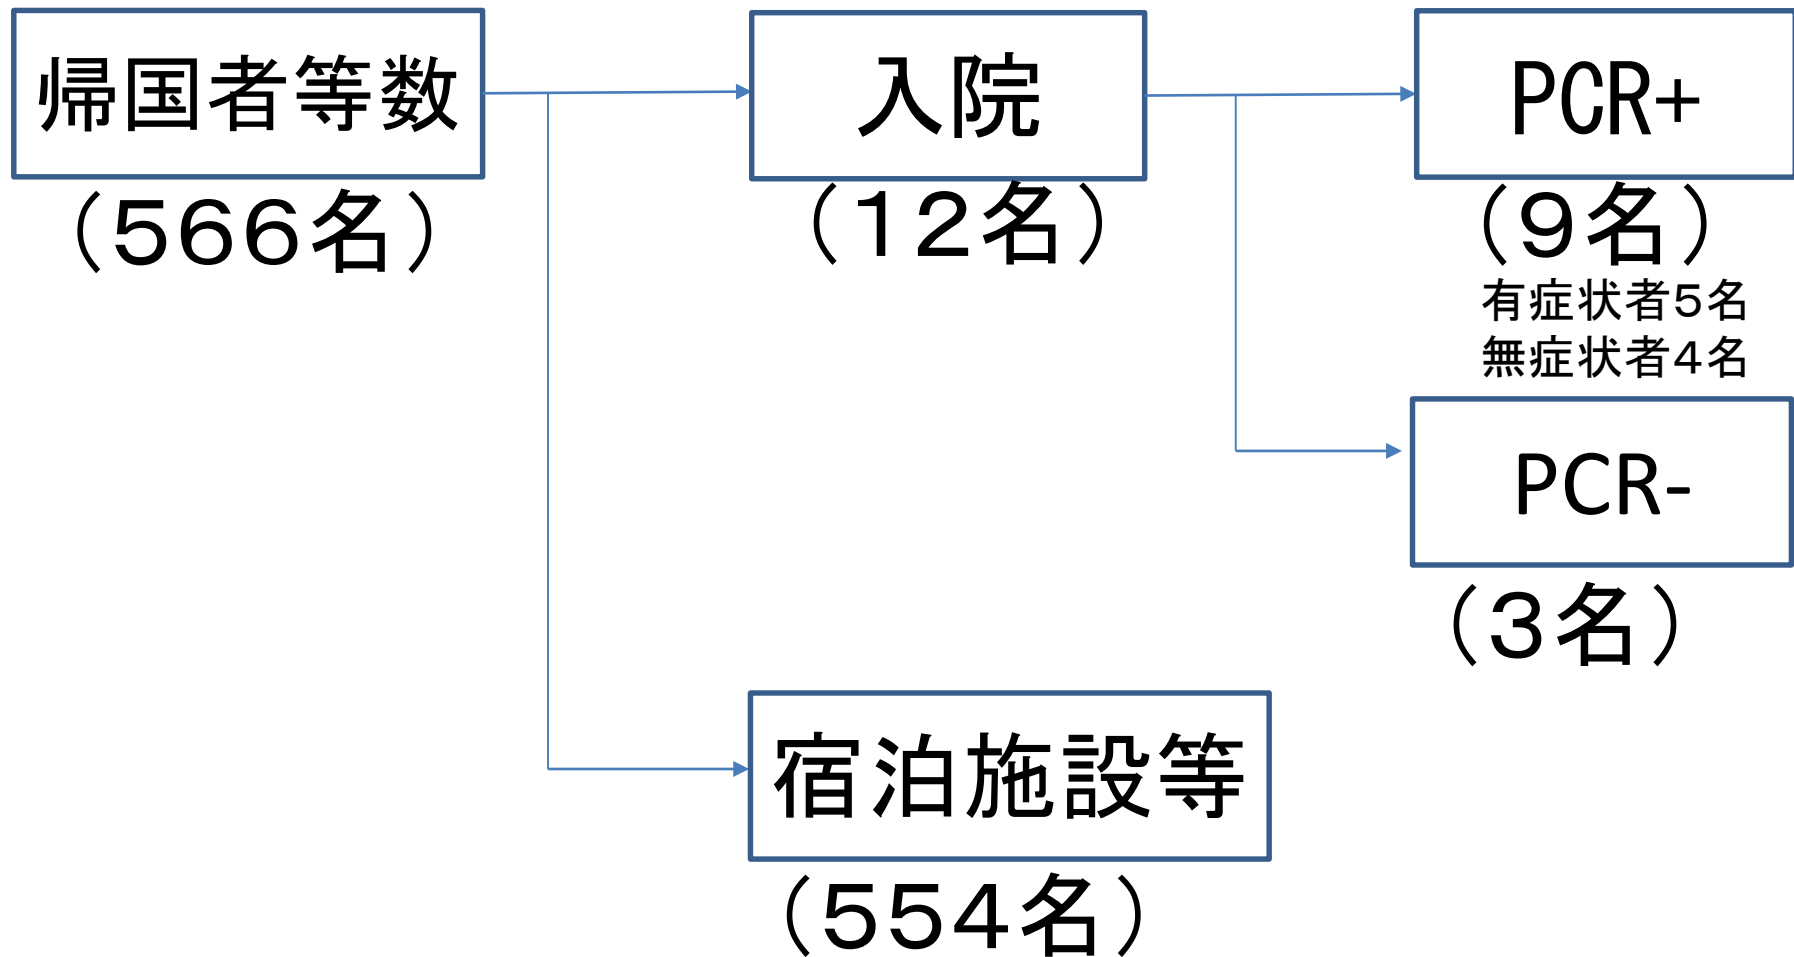 帰国者等数
（５６６名）
入院
（１２名）
PCR+
（９名）
有症状者５名
無症状者４名
PCR-
（３名）
宿泊施設等
（５５４名）